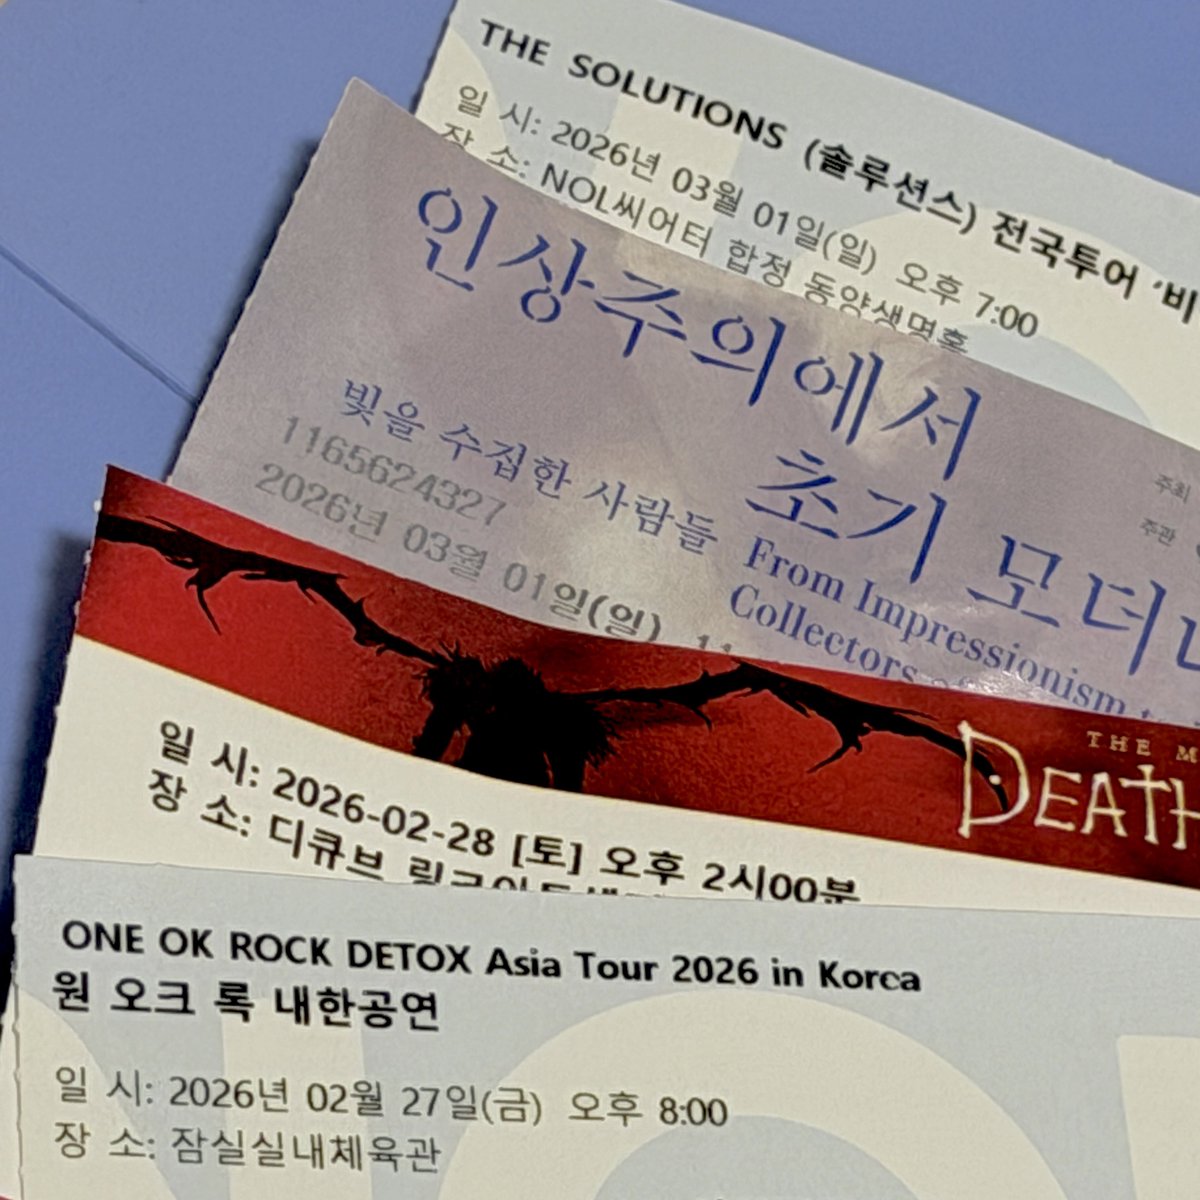 THE SOLUTIONS (솔루션스) 전국투어 ‘비
일 시: 2026년 03월 01일(일) 오후 7:00
장 소: NOL씨어터 합정 동양생명홀
인상주의에서
초기 모더니
빛을 수집한 사람들
From Impressionism to
Collectors of
1165624327
2026년 03월 01일(일) 11
주최
주관
THE M
DEATH
일 시: 2026-02-28 [토] 오후 2시00분
장 소: 디큐브
ONE OK ROCK DETOX Asia Tour 2026 in Korea
원 오크 록 내한공연
일 시: 2026년 02월 27일(금) 오후 8:00
장 소: 잠실실내체육관